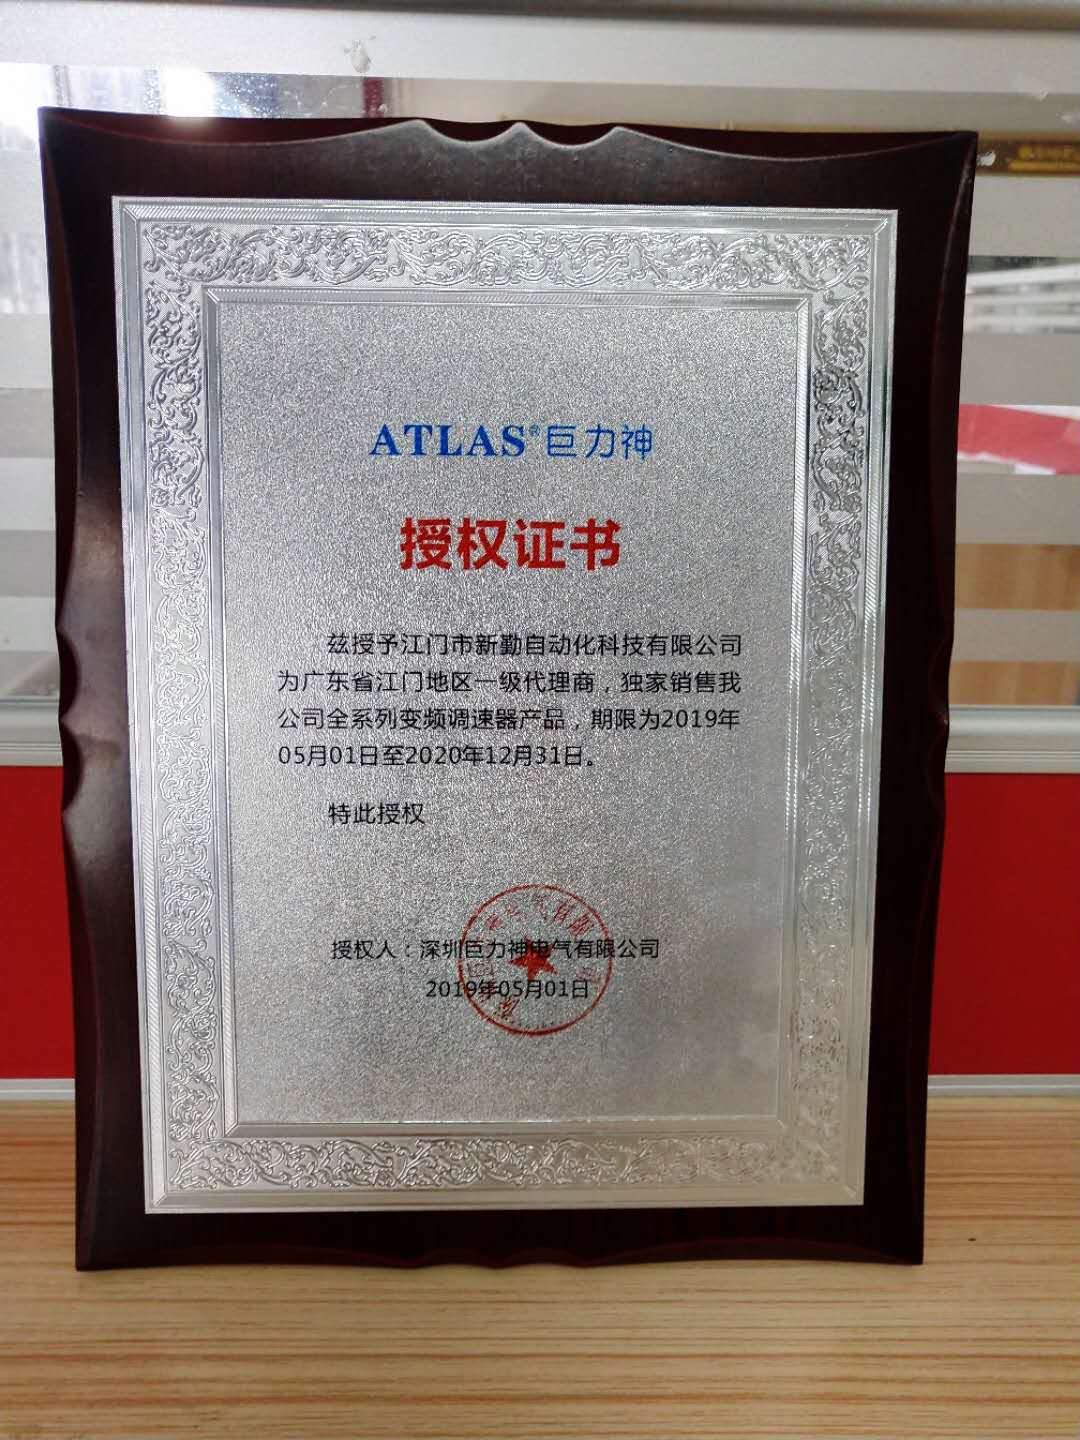 ATLAS®巨力神
授权证书
兹授予江门市新勤自动化科技有限公司
为广东省江门地区一级代理商，独家销售我
公司全系列变频调速器产品，期限为2019年
05月01日至2020年12月31日。
特此授权
授权人：深圳巨力神电气有限公司
2019年05月01日